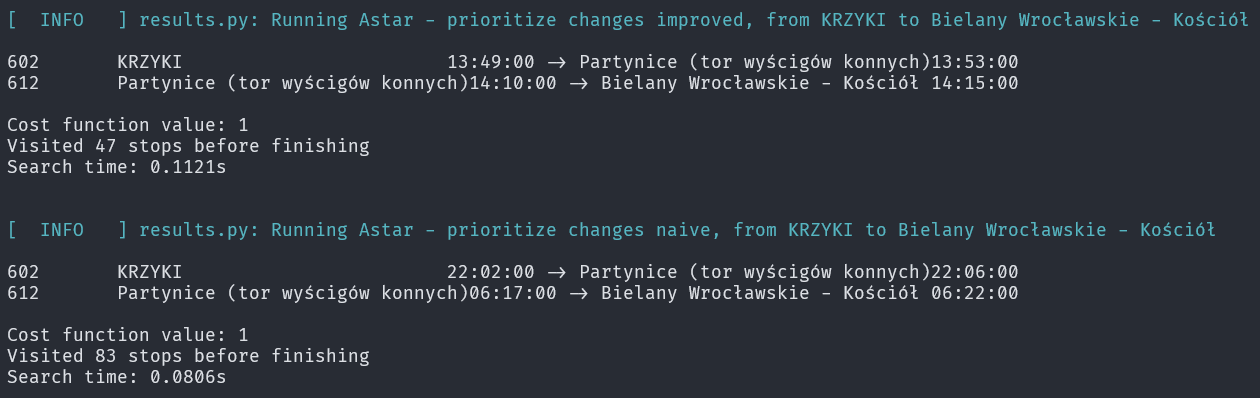 [  INFO   ] results.py: Running Astar - prioritize changes improved, from KRZYKI to Bielany Wrocławskie - Kościół
602       KRZYKI                        13:49:00 -> Partynice (tor wyścigów konnych)13:53:00
612       Partynice (tor wyścigów konnych)14:10:00 -> Bielany Wrocławskie - Kościół 14:15:00
Cost function value: 1
Visited 47 stops before finishing
Search time: 0.1121s
[  INFO   ] results.py: Running Astar - prioritize changes naive, from KRZYKI to Bielany Wrocławskie - Kościół
602       KRZYKI                        22:02:00 -> Partynice (tor wyścigów konnych)22:06:00
612       Partynice (tor wyścigów konnych)06:17:00 -> Bielany Wrocławskie - Kościół 06:22:00
Cost function value: 1
Visited 83 stops before finishing
Search time: 0.0806s